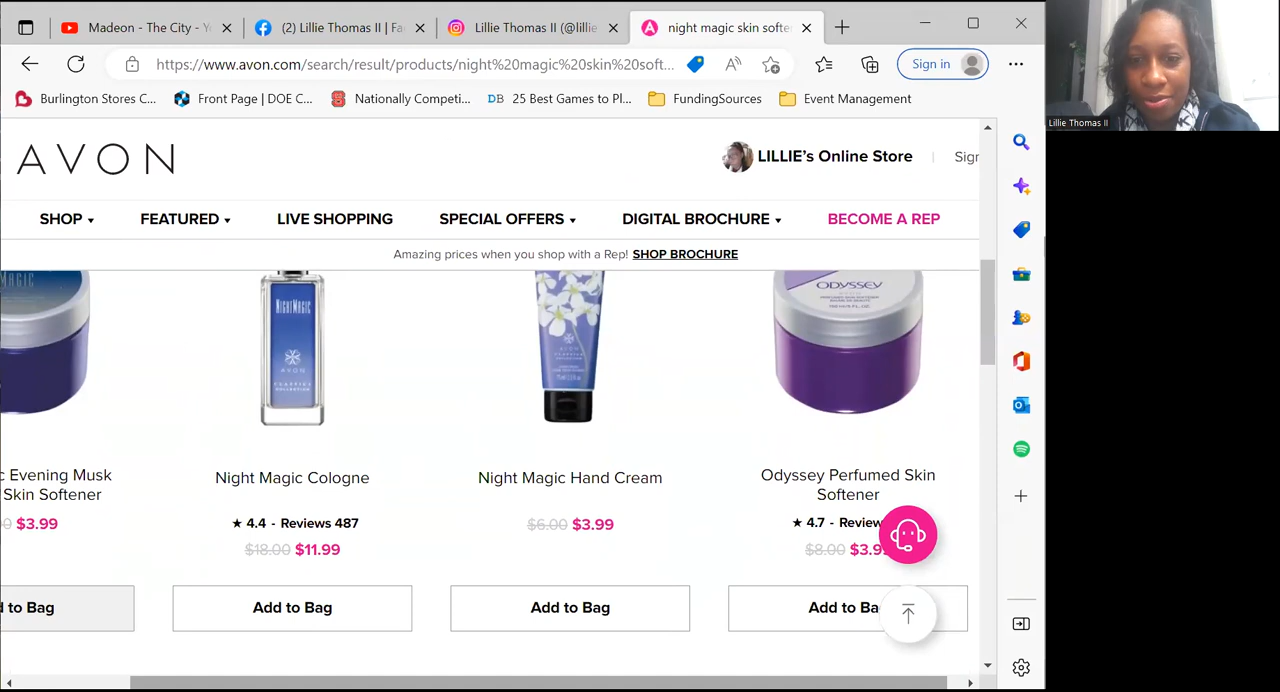 Madeon - The City - Y
(2) Lillie Thomas II | Fa
Lillie Thomas II (@lillie
night magic skin softe
https://www.avon.com/search/result/products/night%20magic%20skin%20soft...
Sign in
Burlington Stores C...
Front Page | DOE C...
Nationally Competi...
DB 25 Best Games to Pl...
FundingSources
Event Management
Lillie Thomas II
AVON
LILLIE's Online Store
Sign
SHOP
FEATURED
LIVE SHOPPING
SPECIAL OFFERS
DIGITAL BROCHURE
BECOME A REP
Amazing prices when you shop with a Rep! SHOP BROCHURE
MAGIC
NIGHTMAGIC
AVON
ODYSSEY
c Evening Musk
Skin Softener
$3.99
d to Bag
Night Magic Cologne
★ 4.4 - Reviews 487
$18.00 $11.99
Add to Bag
Night Magic Hand Cream
$6.00 $3.99
Add to Bag
Odyssey Perfumed Skin
Softener
★ 4.7 - Review
$8.00 $3.9
Add to Ba